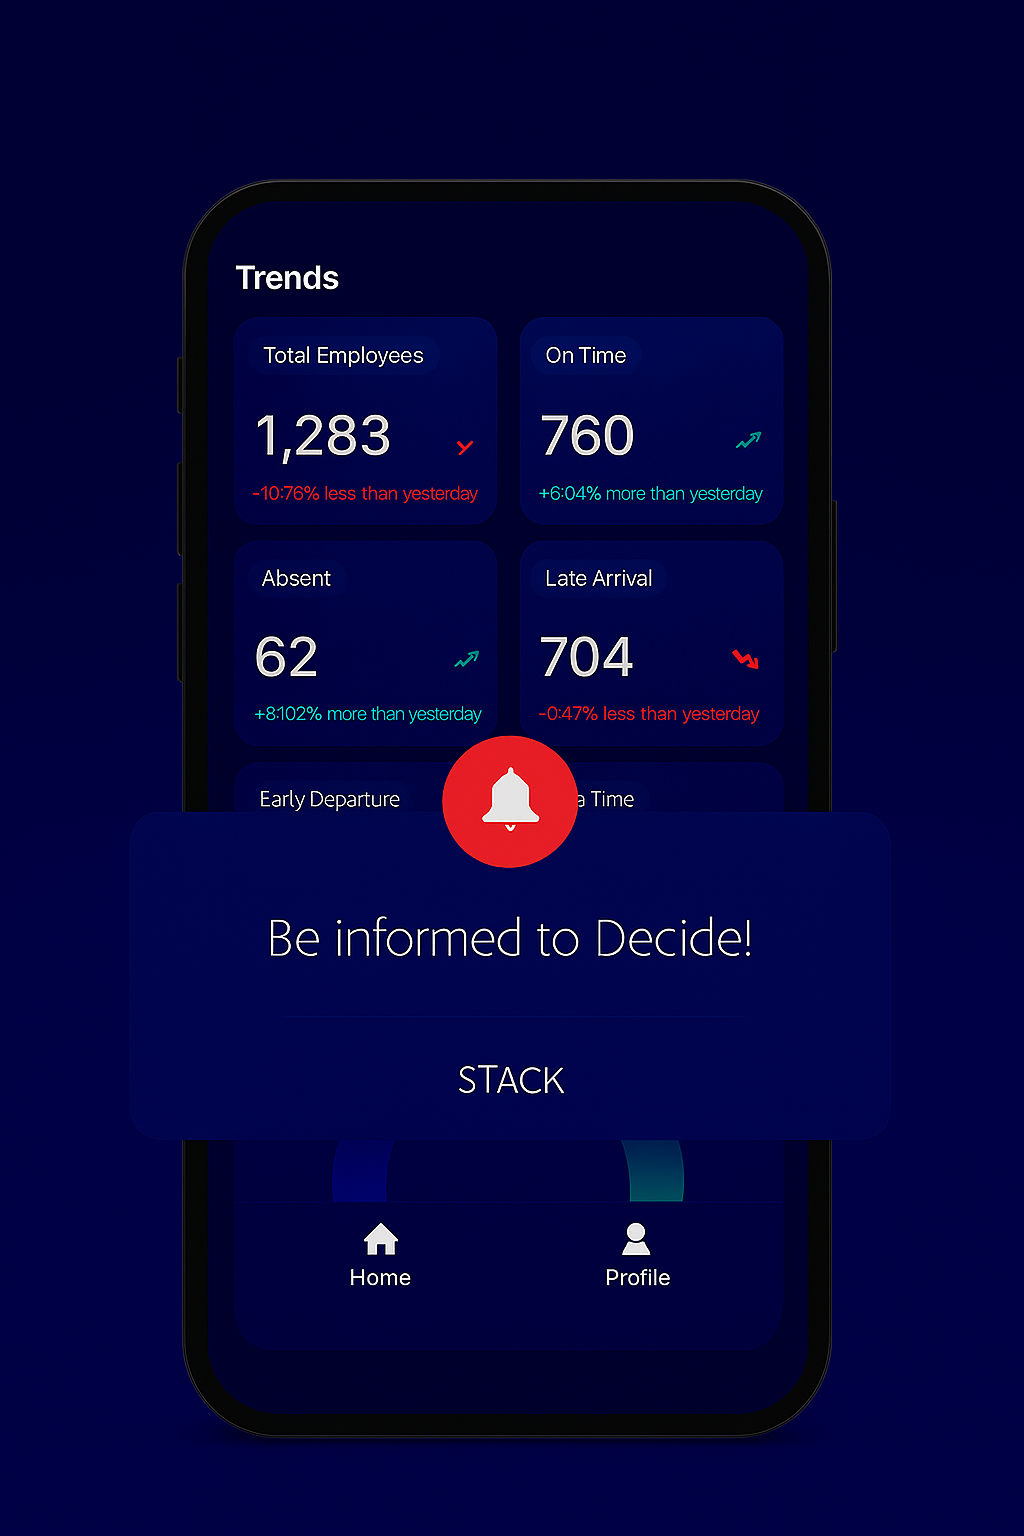 Trends
Total Employees
On Time
1,283
760
-10:76% less than yesterday
+6:04% more than yesterday
Absent
Late Arrival
62
704
+8:102% more than yesterday
-0:47% less than yesterday
Early Departure
a Time
Be informed to Decide!
STACK
Home
Profile